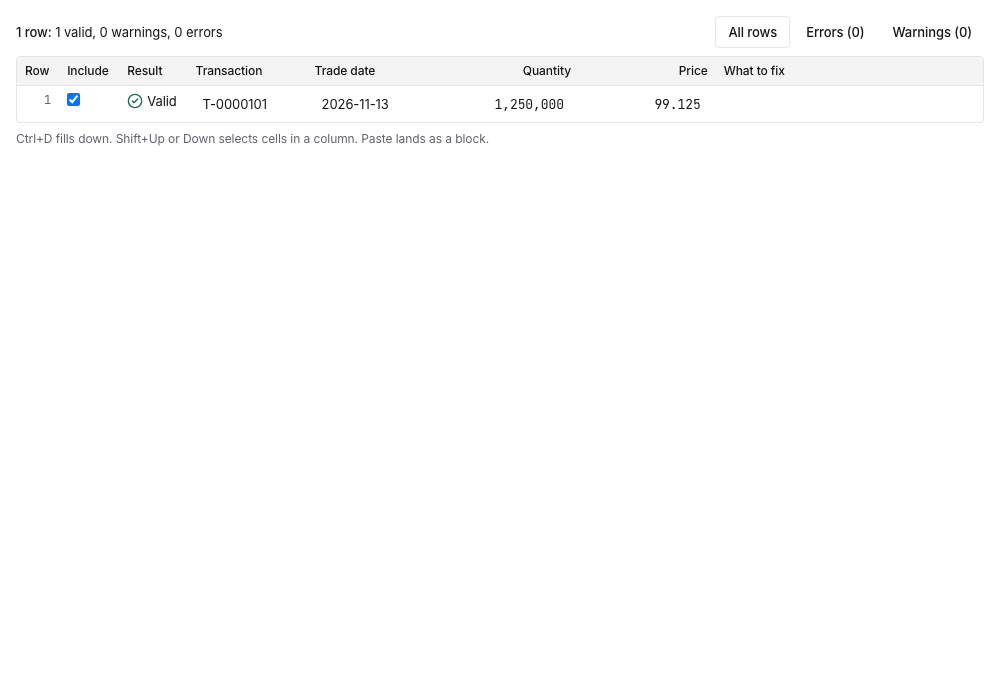 1 row: 1 valid, 0 warnings, 0 errors
All rows Errors (0) Warnings (0)
Row Include Result Transaction Trade date Quantity Price What to fix
1 Valid T-0000101 2026-11-13 1,250,000 99.125
Ctrl+D fills down. Shift+Up or Down selects cells in a column. Paste lands as a block.